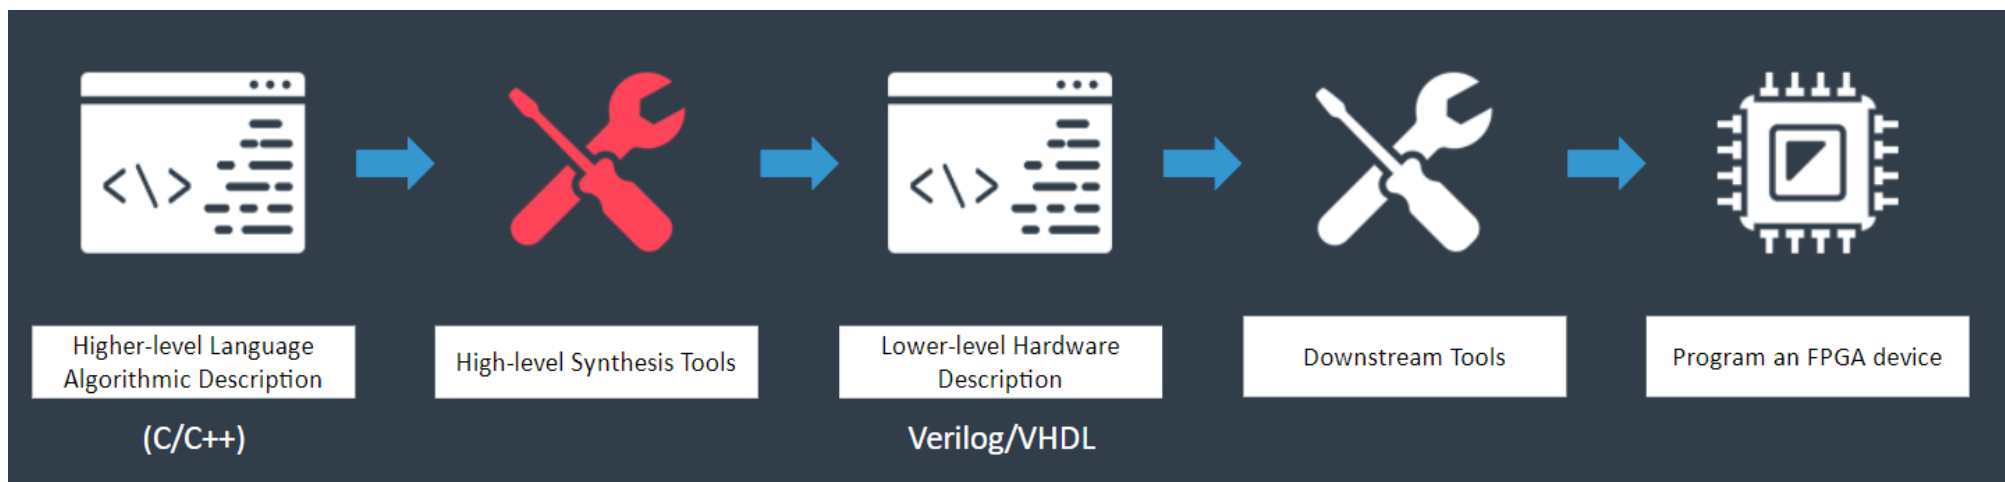 Higher-level Language
Algorithmic Description
(C/C++)
High-level Synthesis Tools
Lower-level Hardware
Description
Verilog/VHDL
Downstream Tools
Program an FPGA device